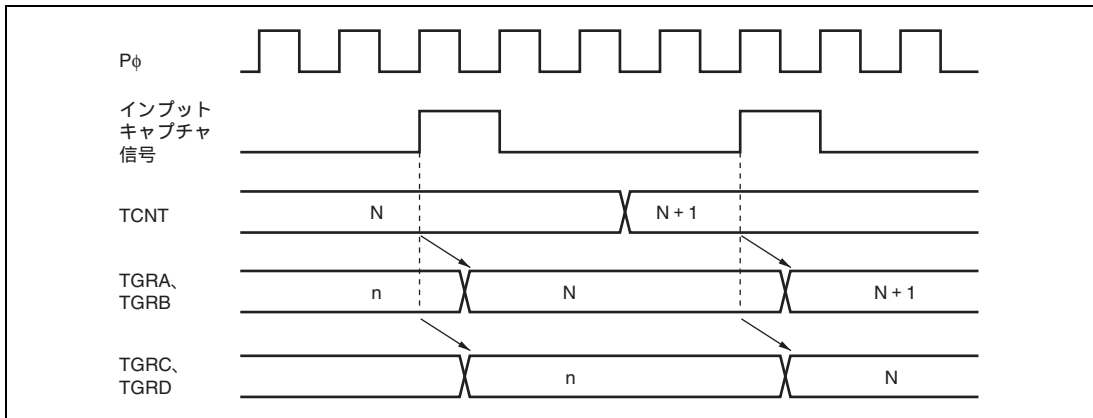 Pφ
インプット
キャプチャ
信号
TCNT
N
N + 1
TGRA、
TGRB
n
N
N + 1
TGRC、
TGRD
n
N